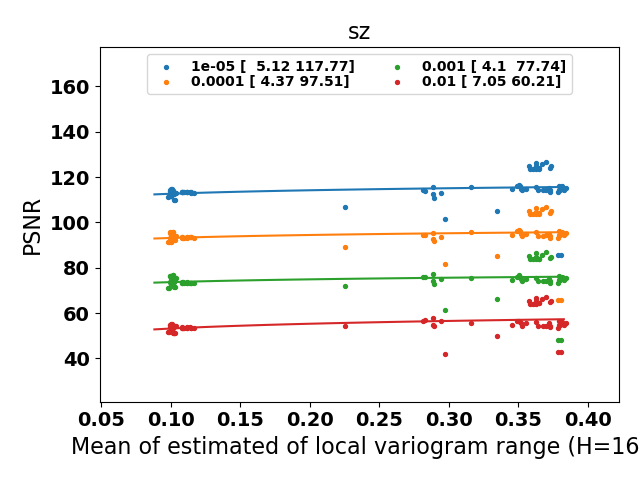 sz
1e-05 [  5.12 117.77]
0.0001 [ 4.37 97.51]
0.001 [ 4.1  77.74]
0.01 [ 7.05 60.21]
PSNR
160
140
120
100
80
60
40
0.05 0.10 0.15 0.20 0.25 0.30 0.35 0.40
Mean of estimated of local variogram range (H=16